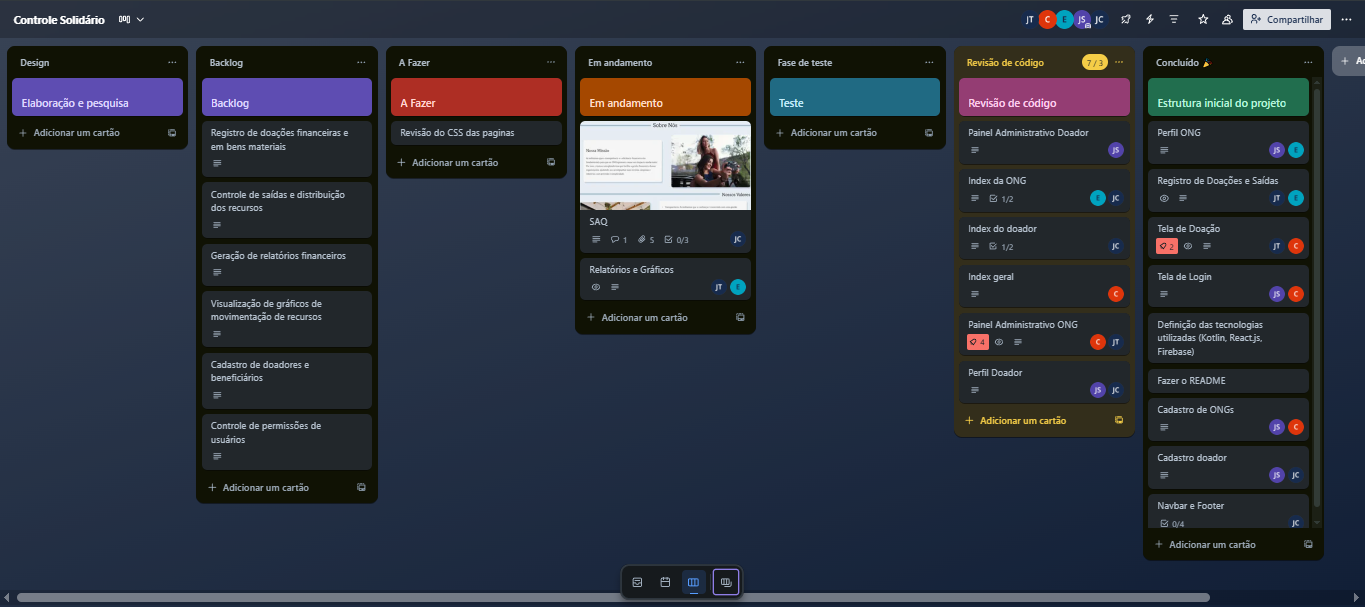 Controle Solidário
JT C E JS JC
Compartilhar
Design
Elaboração e pesquisa
Adicionar um cartão
Backlog
Backlog
Registro de doações financeiras e
em bens materiais
Controle de saídas e distribuição
dos recursos
Geração de relatórios financeiros
Visualização de gráficos de
movimentação de recursos
Cadastro de doadores e
beneficiários
Controle de permissões de
usuários
Adicionar um cartão
A Fazer
A Fazer
Revisão do CSS das paginas
Adicionar um cartão
Em andamento
Em andamento
Sobre Nós
Nossa Missão
SAQ
1 5 0/3 JC
Relatórios e Gráficos
JT E
Adicionar um cartão
Fase de teste
Teste
Adicionar um cartão
Revisão de código 7 / 3
Revisão de código
Painel Administrativo Doador
JS
Index da ONG
1/2 E JC
Index do doador
1/2 JC
Index geral
C
Painel Administrativo ONG
4 C JT
Perfil Doador
JS JC
Adicionar um cartão
Concluído
Estrutura inicial do projeto
Perfil ONG
JS E
Registro de Doações e Saídas
JT E
Tela de Doação
2 JT C
Tela de Login
JS C
Definição das tecnologias
utilizadas (Kotlin, React.js,
Firebase)
Fazer o README
Cadastro de ONGs
JS C
Cadastro doador
JS JC
Navbar e Footer
0/4 JC
Adicionar um cartão